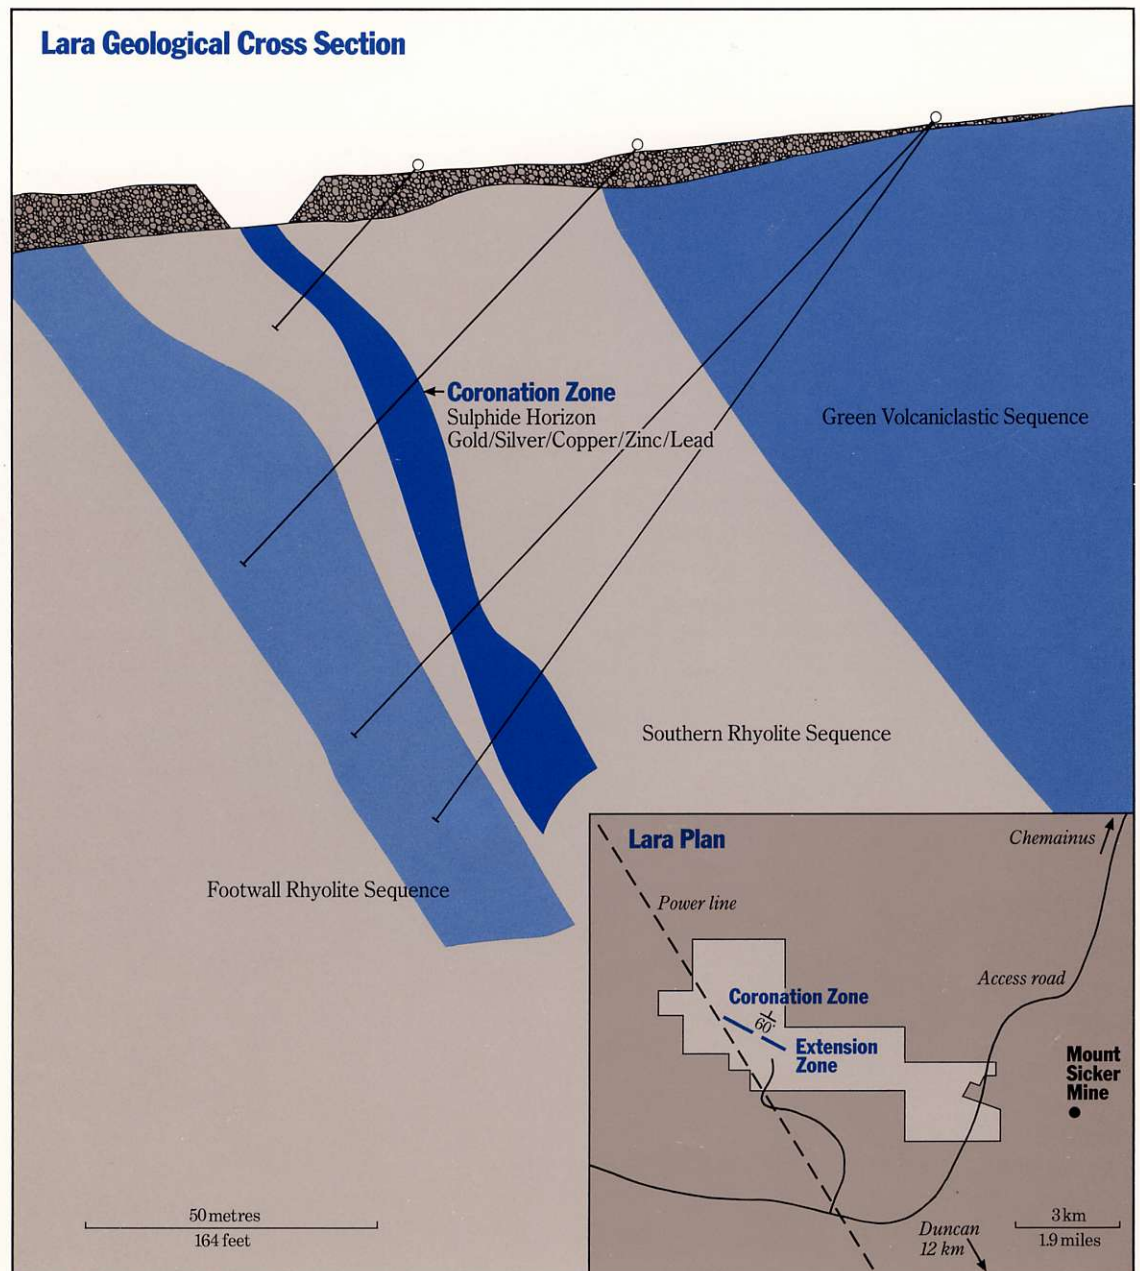 Lara Geological Cross Section
Coronation Zone
Sulphide Horizon
Gold/Silver/Copper/Zinc/Lead
Green Volcaniclastic Sequence
Southern Rhyolite Sequence
Footwall Rhyolite Sequence
50 metres
164 feet
Lara Plan
Chemainus
Power line
Access road
Coronation Zone
60°
Extension
Zone
Mount
Sicker
Mine
Duncan
12 km
3 km
1.9 miles